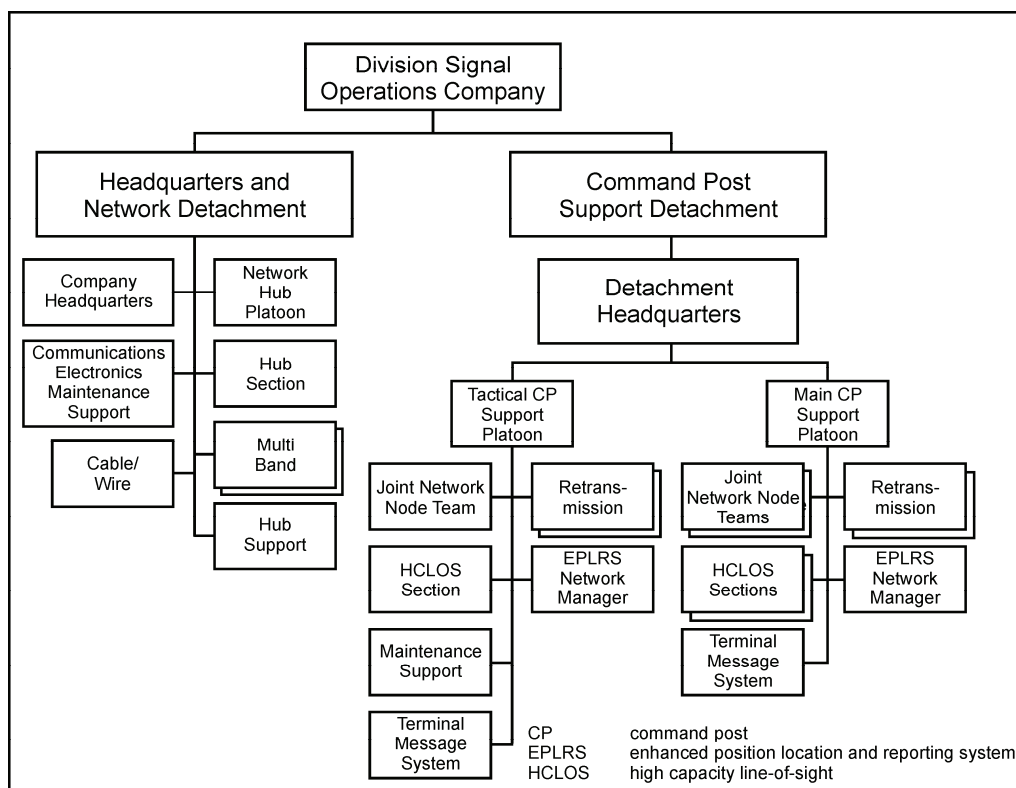 Division Signal
Operations Company
Headquarters and
Network Detachment
Command Post
Support Detachment
Company
Headquarters
Network
Hub
Platoon
Communications
Electronics
Maintenance
Support
Hub
Section
Cable/
Wire
Multi
Band
Hub
Support
Detachment
Headquarters
Tactical CP
Support
Platoon
Main CP
Support
Platoon
Joint Network
Node Team
Retrans-
mission
HCLOS
Section
EPLRS
Network
Manager
Maintenance
Support
Terminal
Message
System
Joint
Network Node
Teams
Retrans-
mission
HCLOS
Sections
EPLRS
Network
Manager
Terminal
Message
System
CP command post
EPLRS enhanced position location and reporting system
HCLOS high capacity line-of-sight